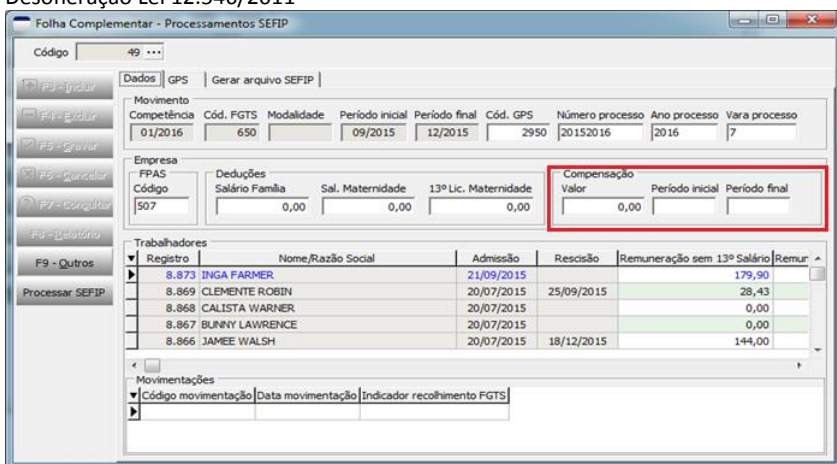 Desoneração Lei 12.546/2011
Folha Complementar - Processamentos SEFIP
Código 49 ...
Dados GPS Gerar arquivo SEFIP
F3 - Incluir
F4 - Excluir
F5 - Gravar
F6 - Cancelar
F7 - Consultar
F8 - Relatório
F9 - Outros
Processar SEFIP
Movimento
Competência Cód. FGTS Modalidade Período inicial Período final Cód. GPS Número processo Ano processo Vara processo
01/2016 650 09/2015 12/2015 2950 20152016 2016 7
Empresa
FPAS Deduções Compensação
Código Salário Família Sal. Maternidade 13º Lic. Maternidade Valor Período inicial Período final
507 0,00 0,00 0,00 0,00
Trabalhadores
Registro Nome/Razão Social Admissão Rescisão Remuneração sem 13º Salário Remur
8.873 INGA FARMER 21/09/2015 179,90
8.869 CLEMENTE ROBIN 20/07/2015 25/09/2015 28,43
8.868 CALISTA WARNER 20/07/2015 0,00
8.867 BUNNY LAWRENCE 20/07/2015 0,00
8.866 JAMEE WALSH 20/07/2015 18/12/2015 144,00
Movimentações
Código movimentação Data movimentação Indicador recolhimento FGTS